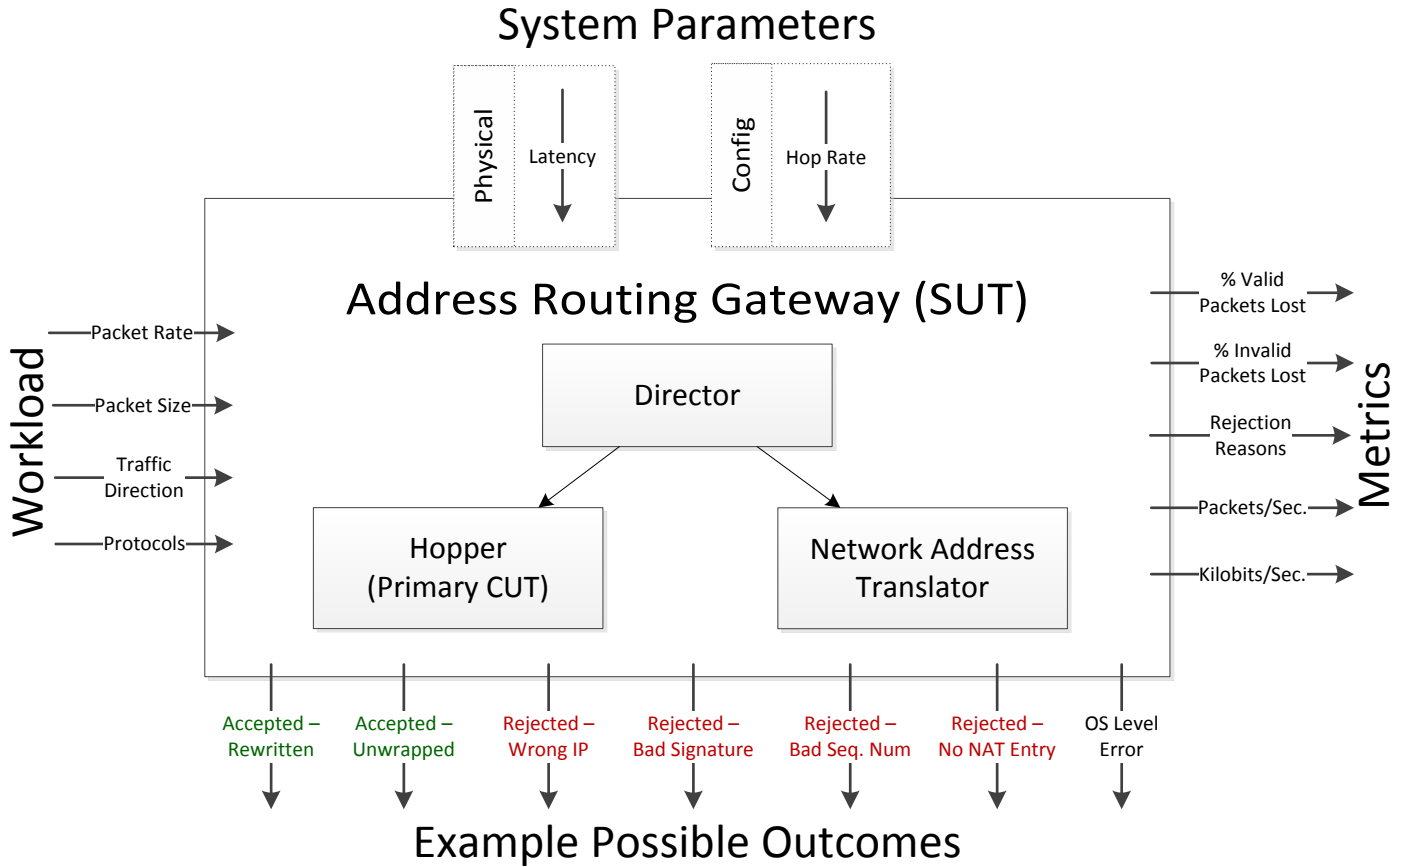 System Parameters
Physical
Latency
Config
Hop Rate
Address Routing Gateway (SUT)
Workload
Packet Rate
Packet Size
Traffic
Direction
Protocols
Director
Hopper
(Primary CUT)
Network Address
Translator
% Valid
Packets Lost
% Invalid
Packets Lost
Rejection
Reasons
Packets/Sec.
Kilobits/Sec.
Metrics
Accepted –
Rewritten
Accepted –
Unwrapped
Rejected –
Wrong IP
Rejected –
Bad Signature
Rejected –
Bad Seq. Num
Rejected –
No NAT Entry
OS Level
Error
Example Possible Outcomes